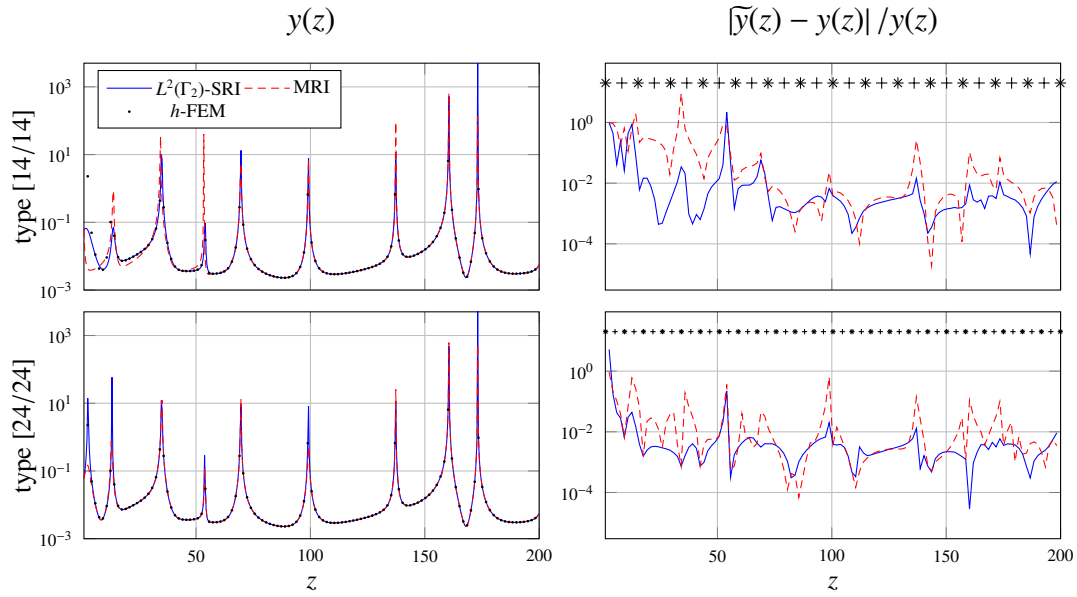 y(z)
|ỹ(z) − y(z)| /y(z)
type [14/14]
10³
10¹
10⁻¹
10⁻³
L²(Γ₂)-SRI
MRI
h-FEM
10⁰
10⁻²
10⁻⁴
type [24/24]
10³
10¹
10⁻¹
10⁻³
50
100
150
200
z
10⁰
10⁻²
10⁻⁴
50
100
150
200
z